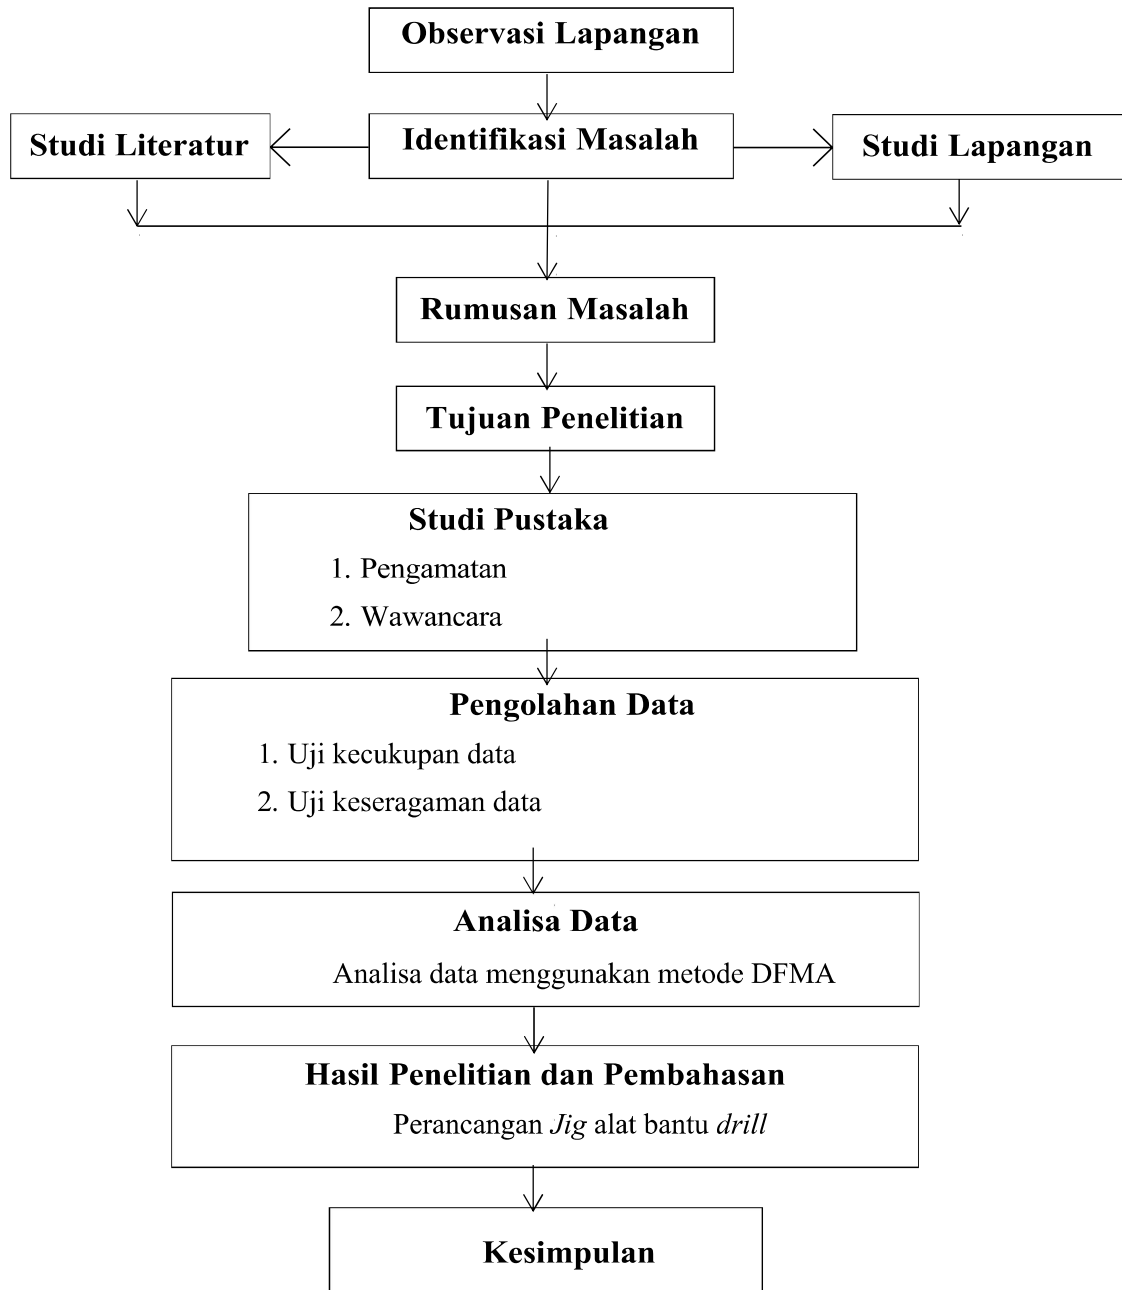 Observasi Lapangan
Studi Literatur
Identifikasi Masalah
Studi Lapangan
Rumusan Masalah
Tujuan Penelitian
Studi Pustaka
1. Pengamatan
2. Wawancara
Pengolahan Data
1. Uji kecukupan data
2. Uji keseragaman data
Analisa Data
Analisa data menggunakan metode DFMA
Hasil Penelitian dan Pembahasan
Perancangan Jig alat bantu drill
Kesimpulan